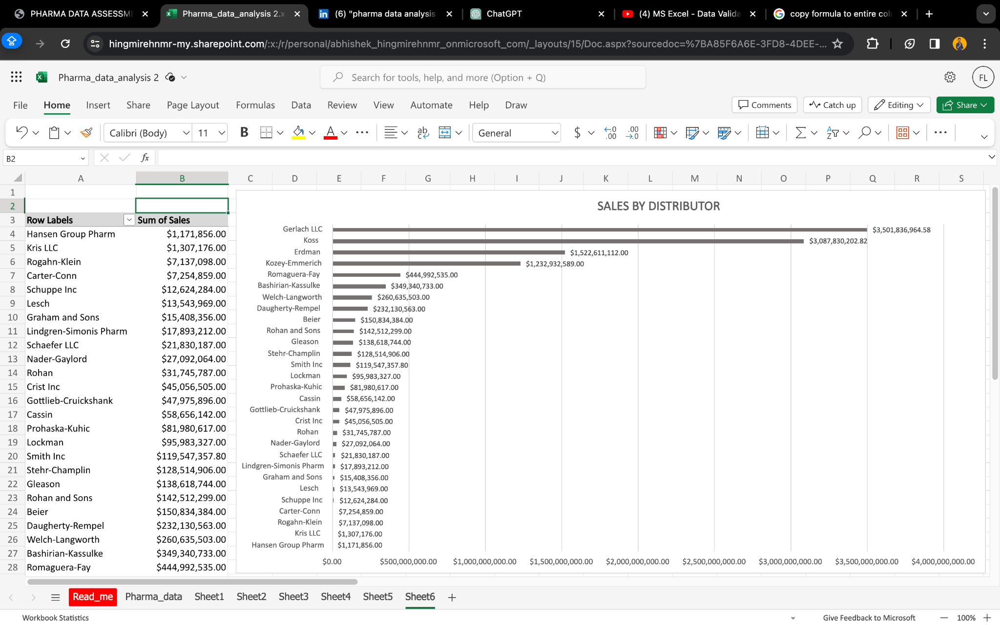 PHARMA DATA ASSESSME
Pharma_data_analysis 2.x
(6) "pharma data analysis
ChatGPT
(4) MS Excel - Data Valida
copy formula to entire col
hingmirehnmr-my.sharepoint.com/:x:/r/personal/abhishek_hingmirehnmr_onmicrosoft_com/_layouts/15/Doc.aspx?sourcedoc=%7BA85F6A6E-3FD8-4DEE-...
Pharma_data_analysis 2
Search for tools, help, and more (Option + Q)
FL
File Home Insert Share Page Layout Formulas Data Review View Automate Help Draw
Comments Catch up Editing Share
Calibri (Body) 11 B General $
B2 fx
A B C D E F G H I J K L M N O P Q R S
1
2
3 Row Labels Sum of Sales
4 Hansen Group Pharm $1,171,856.00
5 Kris LLC $1,307,176.00
6 Rogahn-Klein $7,137,098.00
7 Carter-Conn $7,254,859.00
8 Schuppe Inc $12,624,284.00
9 Lesch $13,543,969.00
10 Graham and Sons $15,408,356.00
11 Lindgren-Simonis Pharm $17,893,212.00
12 Schaefer LLC $21,830,187.00
13 Nader-Gaylord $27,092,064.00
14 Rohan $31,745,787.00
15 Crist Inc $45,056,505.00
16 Gottlieb-Cruickshank $47,975,896.00
17 Cassin $58,656,142.00
18 Prohaska-Kuhic $81,980,617.00
19 Lockman $95,983,327.00
20 Smith Inc $119,547,357.80
21 Stehr-Champlin $128,514,906.00
22 Gleason $138,618,744.00
23 Rohan and Sons $142,512,299.00
24 Beier $150,834,384.00
25 Daugherty-Rempel $232,130,563.00
26 Welch-Langworth $260,635,503.00
27 Bashirian-Kassulke $349,340,733.00
28 Romaguera-Fay $444,992,535.00
SALES BY DISTRIBUTOR
Gerlach LLC $3,501,836,964.58
Koss $3,087,830,202.82
Erdman $1,522,611,112.00
Kozey-Emmerich $1,232,932,589.00
Romaguera-Fay $444,992,535.00
Bashirian-Kassulke $349,340,733.00
Welch-Langworth $260,635,503.00
Daugherty-Rempel $232,130,563.00
Beier $150,834,384.00
Rohan and Sons $142,512,299.00
Gleason $138,618,744.00
Stehr-Champlin $128,514,906.00
Smith Inc $119,547,357.80
Lockman $95,983,327.00
Prohaska-Kuhic $81,980,617.00
Cassin $58,656,142.00
Gottlieb-Cruickshank $47,975,896.00
Crist Inc $45,056,505.00
Rohan $31,745,787.00
Nader-Gaylord $27,092,064.00
Schaefer LLC $21,830,187.00
Lindgren-Simonis Pharm $17,893,212.00
Graham and Sons $15,408,356.00
Lesch $13,543,969.00
Schuppe Inc $12,624,284.00
Carter-Conn $7,254,859.00
Rogahn-Klein $7,137,098.00
Kris LLC $1,307,176.00
Hansen Group Pharm $1,171,856.00
$0.00 $500,000,000.00 $1,000,000,000.00 $1,500,000,000.00 $2,000,000,000.00 $2,500,000,000.00 $3,000,000,000.00 $3,500,000,000.00 $4,000,000,000.00
Read_me Pharma_data Sheet1 Sheet2 Sheet3 Sheet4 Sheet5 Sheet6
Workbook Statistics Give Feedback to Microsoft 100%